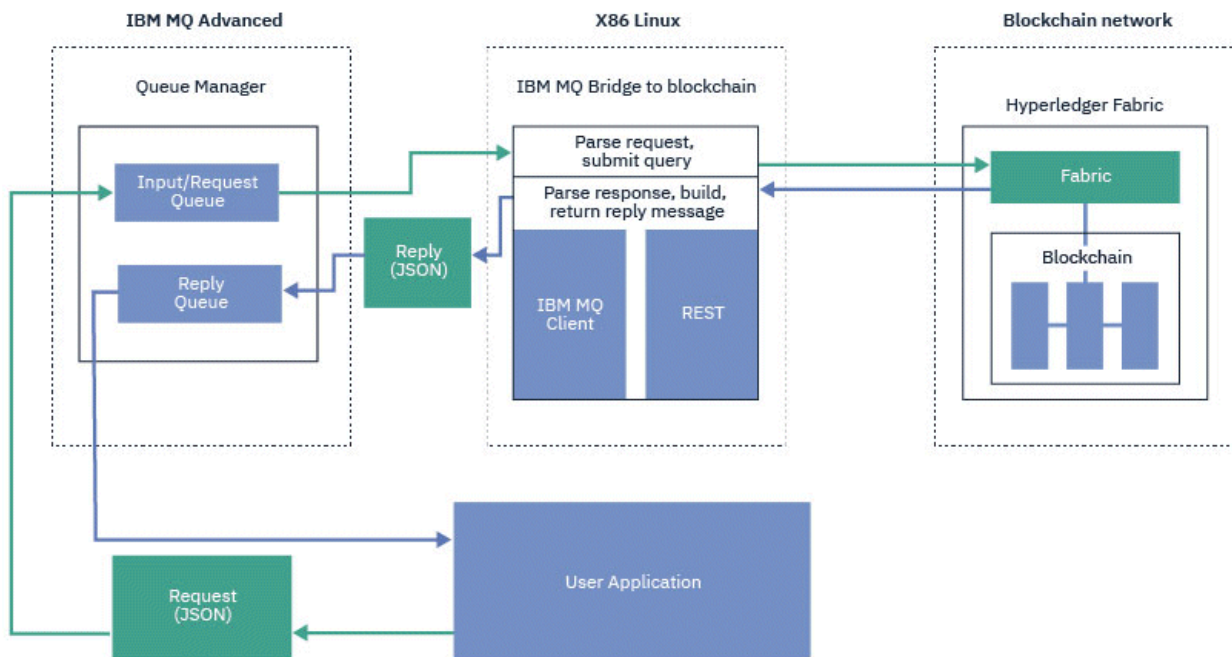 IBM MQ Advanced
X86 Linux
Blockchain network
Queue Manager
IBM MQ Bridge to blockchain
Hyperledger Fabric
Input/Request
Queue
Parse request,
submit query
Fabric
Parse response, build,
return reply message
Reply
(JSON)
Reply
Queue
IBM MQ
Client
REST
Blockchain
User Application
Request
(JSON)